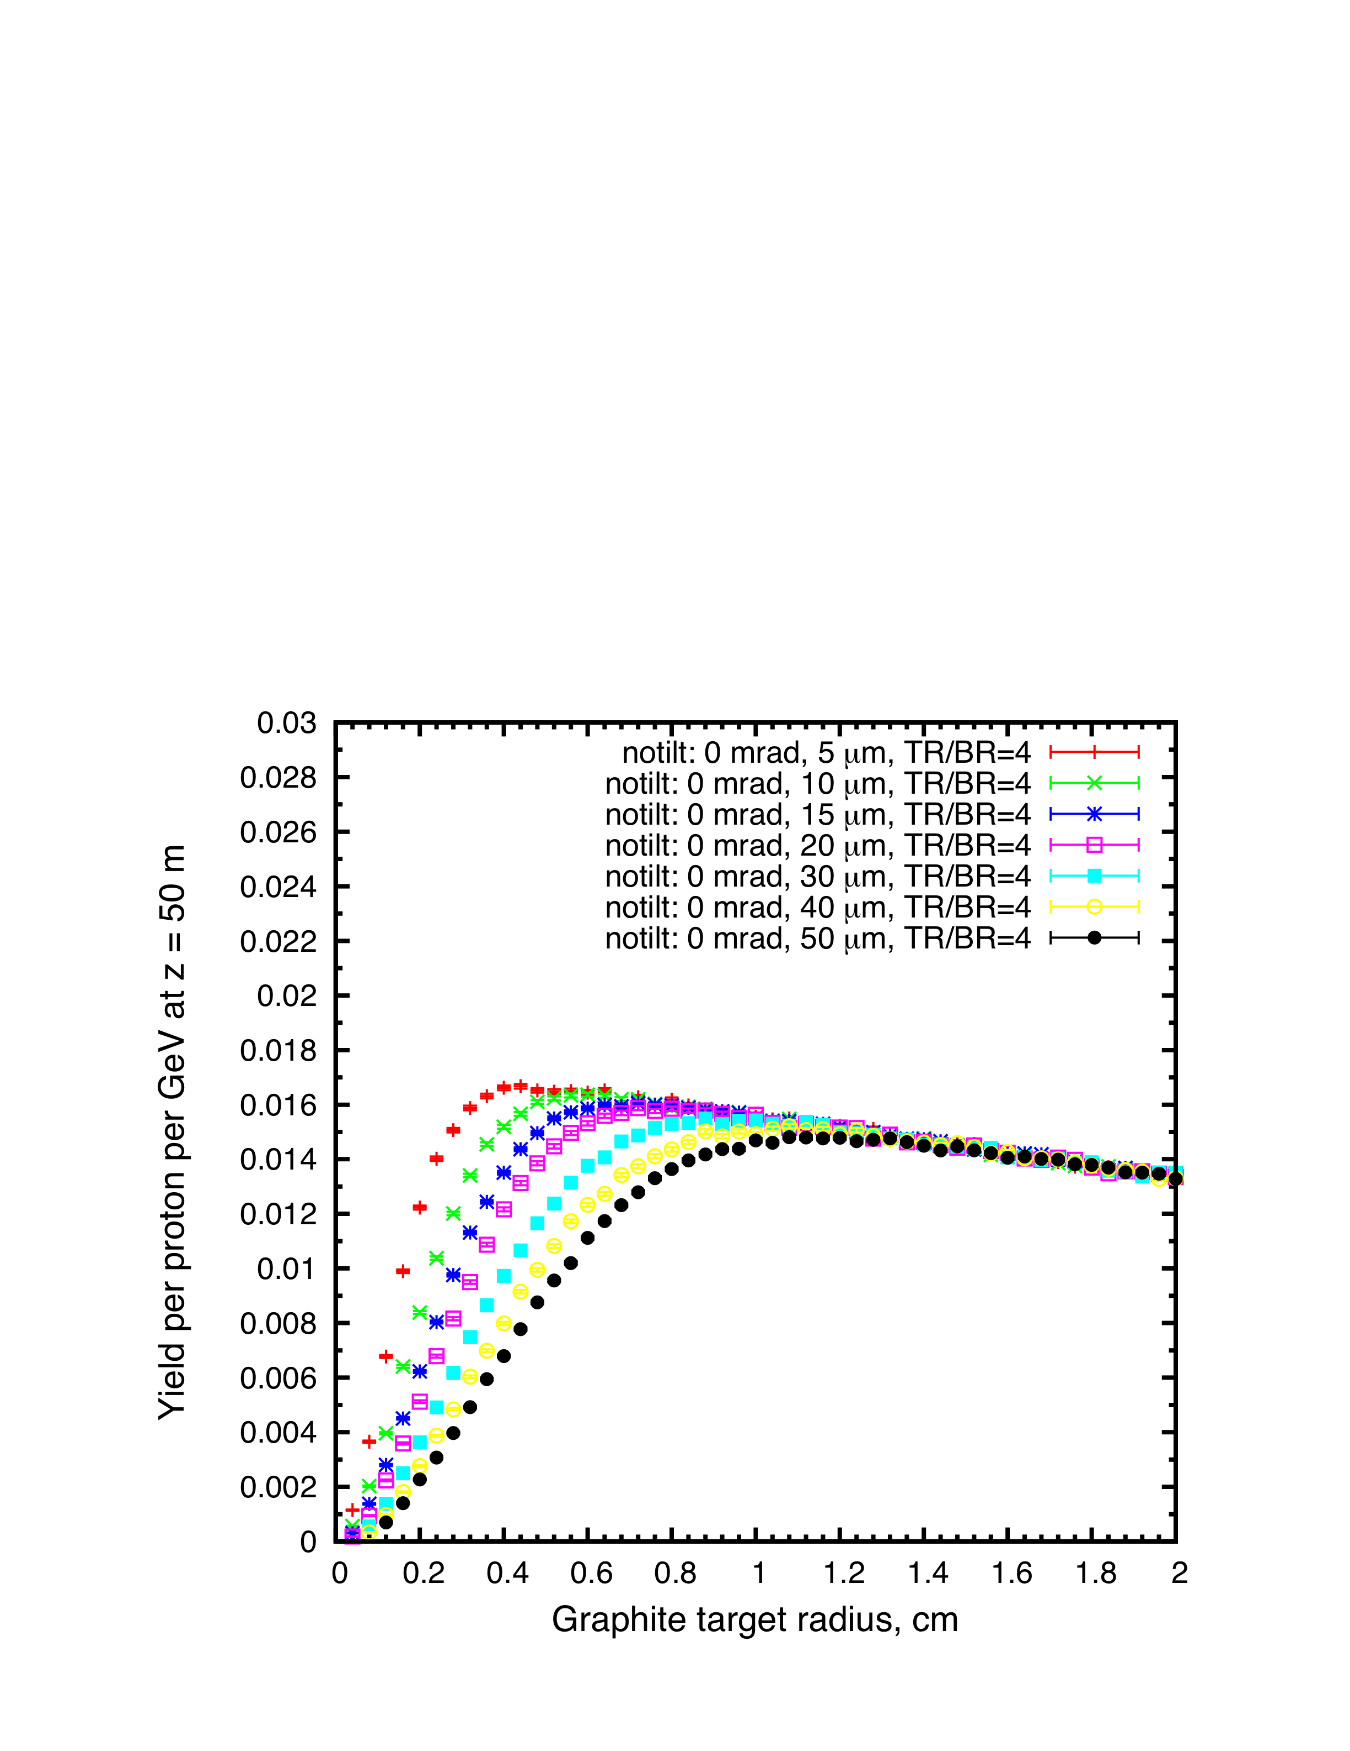 0.03
0.028
0.026
0.024
0.022
0.02
0.018
0.016
0.014
0.012
0.01
0.008
0.006
0.004
0.002
0
Yield per proton per GeV at z = 50 m
notilt: 0 mrad, 5 μm, TR/BR=4
notilt: 0 mrad, 10 μm, TR/BR=4
notilt: 0 mrad, 15 μm, TR/BR=4
notilt: 0 mrad, 20 μm, TR/BR=4
notilt: 0 mrad, 30 μm, TR/BR=4
notilt: 0 mrad, 40 μm, TR/BR=4
notilt: 0 mrad, 50 μm, TR/BR=4
0 0.2 0.4 0.6 0.8 1 1.2 1.4 1.6 1.8 2
Graphite target radius, cm